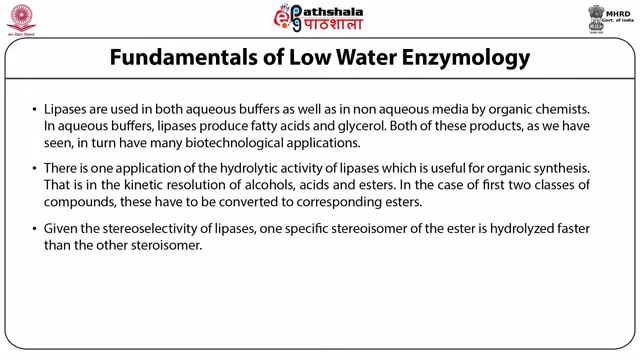 ePathshala
पाठशाला
MHRD
Govt. of India
Fundamentals of Low Water Enzymology
• Lipases are used in both aqueous buffers as well as in non aqueous media by organic chemists.
In aqueous buffers, lipases produce fatty acids and glycerol. Both of these products, as we have
seen, in turn have many biotechnological applications.
• There is one application of the hydrolytic activity of lipases which is useful for organic synthesis.
That is in the kinetic resolution of alcohols, acids and esters. In the case of first two classes of
compounds, these have to be converted to corresponding esters.
• Given the stereoselectivity of lipases, one specific stereoisomer of the ester is hydrolyzed faster
than the other steroisomer.